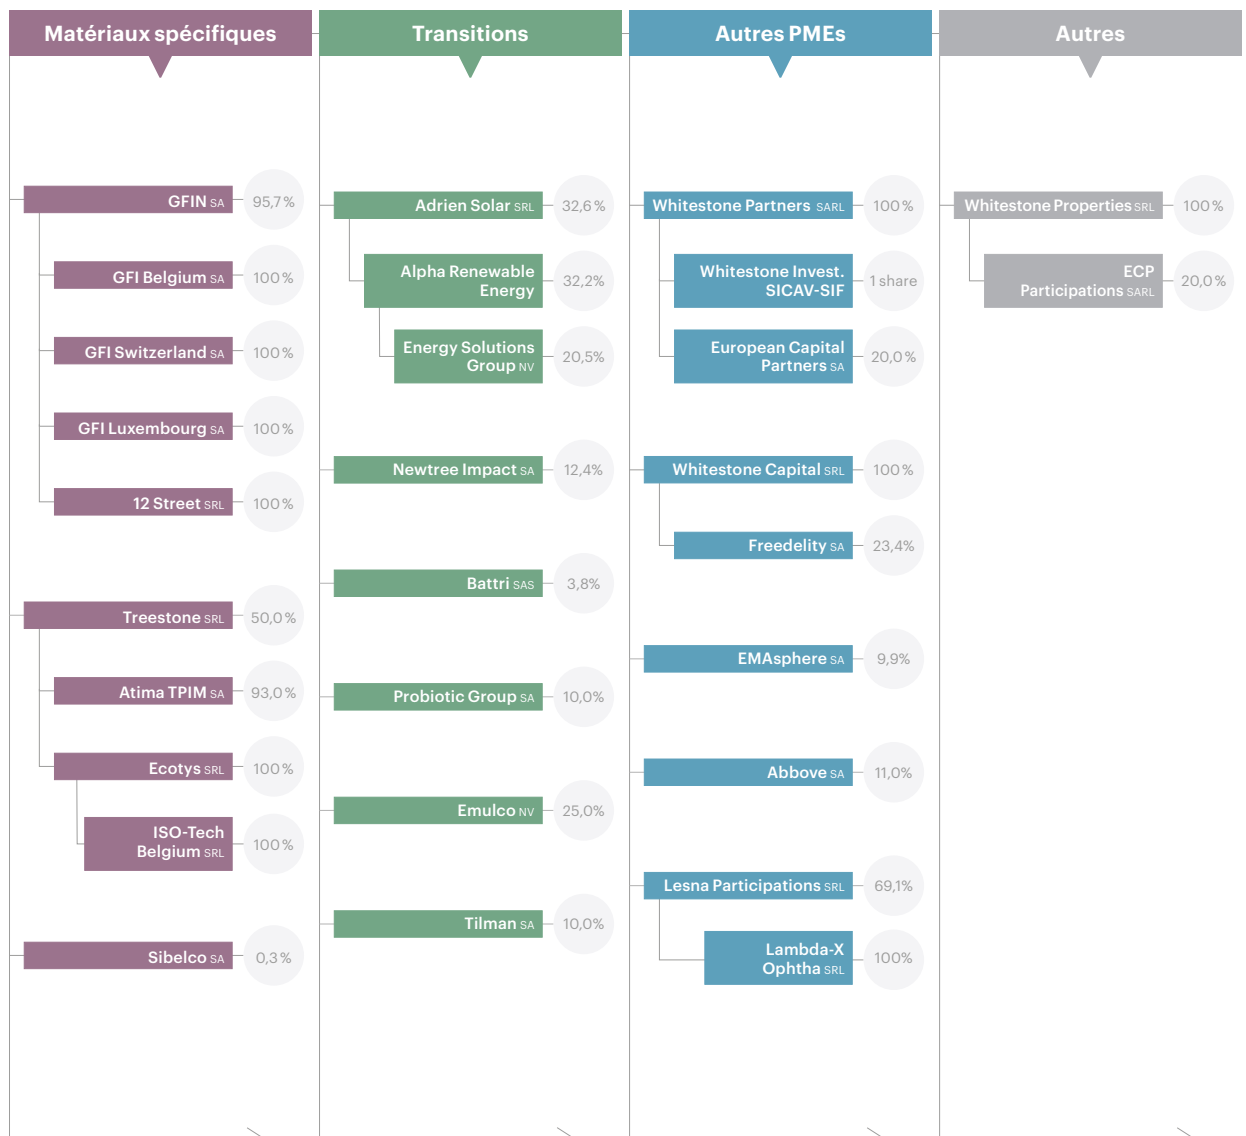 Matériaux spécifiques
GFIN SA
95,7 %
GFI Belgium SA
100 %
GFI Switzerland SA
100 %
GFI Luxembourg SA
100 %
12 Street SRL
100 %
Treestone SRL
50,0 %
Atima TPIM SA
93,0 %
Ecotys SRL
100 %
ISO-Tech
Belgium SRL
100 %
Sibelco SA
0,3 %
Transitions
Adrien Solar SRL
32,6 %
Alpha Renewable
Energy
32,2%
Energy Solutions
Group NV
20,5%
Newtree Impact SA
12,4%
Battri SAS
3,8%
Probiotic Group SA
10,0%
Emulco NV
25,0%
Tilman SA
10,0%
Autres PMEs
Whitestone Partners SARL
100 %
Whitestone Invest.
SICAV-SIF
1 share
European Capital
Partners SA
20,0 %
Whitestone Capital SRL
100 %
Freedelity SA
23,4%
EMAsphere SA
9,9%
Abbove SA
11,0%
Lesna Participations SRL
69,1%
Lambda-X
Ophtha SRL
100%
Autres
Whitestone Properties SRL
100 %
ECP
Participations SARL
20,0 %